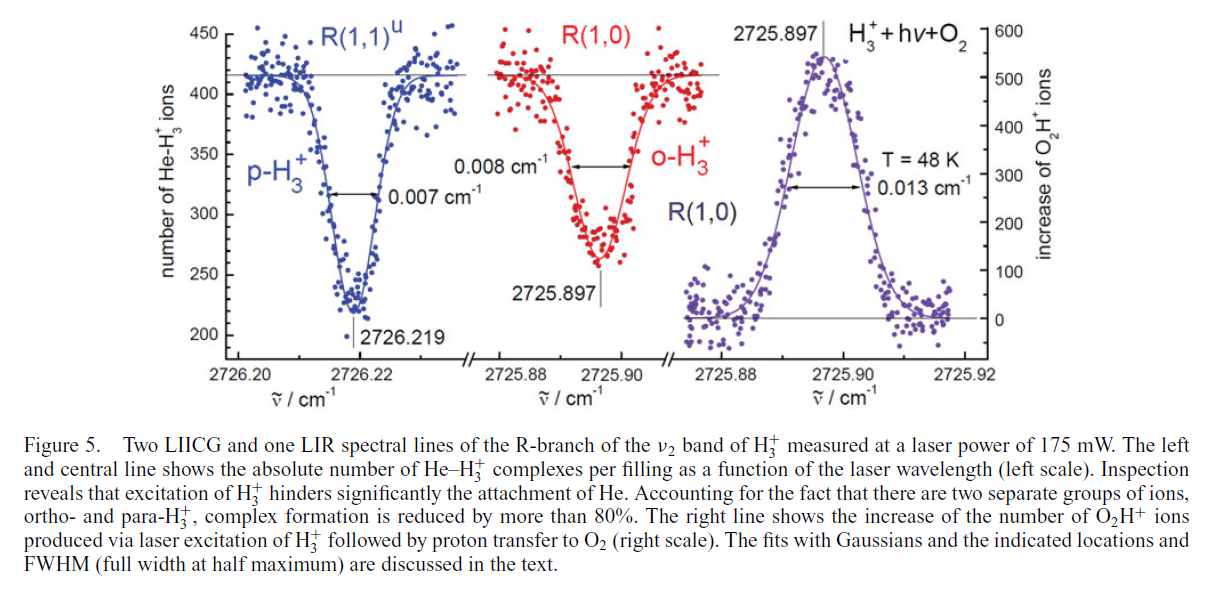 450
400
350
300
250
200
number of He-H₃⁺ ions
R(1,1)ᵘ
p-H₃⁺
0.007 cm⁻¹
2726.219
R(1,0)
0.008 cm⁻¹
o-H₃⁺
2725.897
2725.897
H₃⁺+hν+O₂
T = 48 K
0.013 cm⁻¹
R(1,0)
600
500
400
300
200
100
0
increase of O₂H⁺ ions
2726.20 2726.22 2725.88 2725.90 2725.88 2725.90 2725.92
ṽ / cm⁻¹ ṽ / cm⁻¹ ṽ / cm⁻¹
Figure 5. Two LIICG and one LIR spectral lines of the R-branch of the ν₂ band of H₃⁺ measured at a laser power of 175 mW. The left
and central line shows the absolute number of He–H₃⁺ complexes per filling as a function of the laser wavelength (left scale). Inspection
reveals that excitation of H₃⁺ hinders significantly the attachment of He. Accounting for the fact that there are two separate groups of ions,
ortho- and para-H₃⁺, complex formation is reduced by more than 80%. The right line shows the increase of the number of O₂H⁺ ions
produced via laser excitation of H₃⁺ followed by proton transfer to O₂ (right scale). The fits with Gaussians and the indicated locations and
FWHM (full width at half maximum) are discussed in the text.